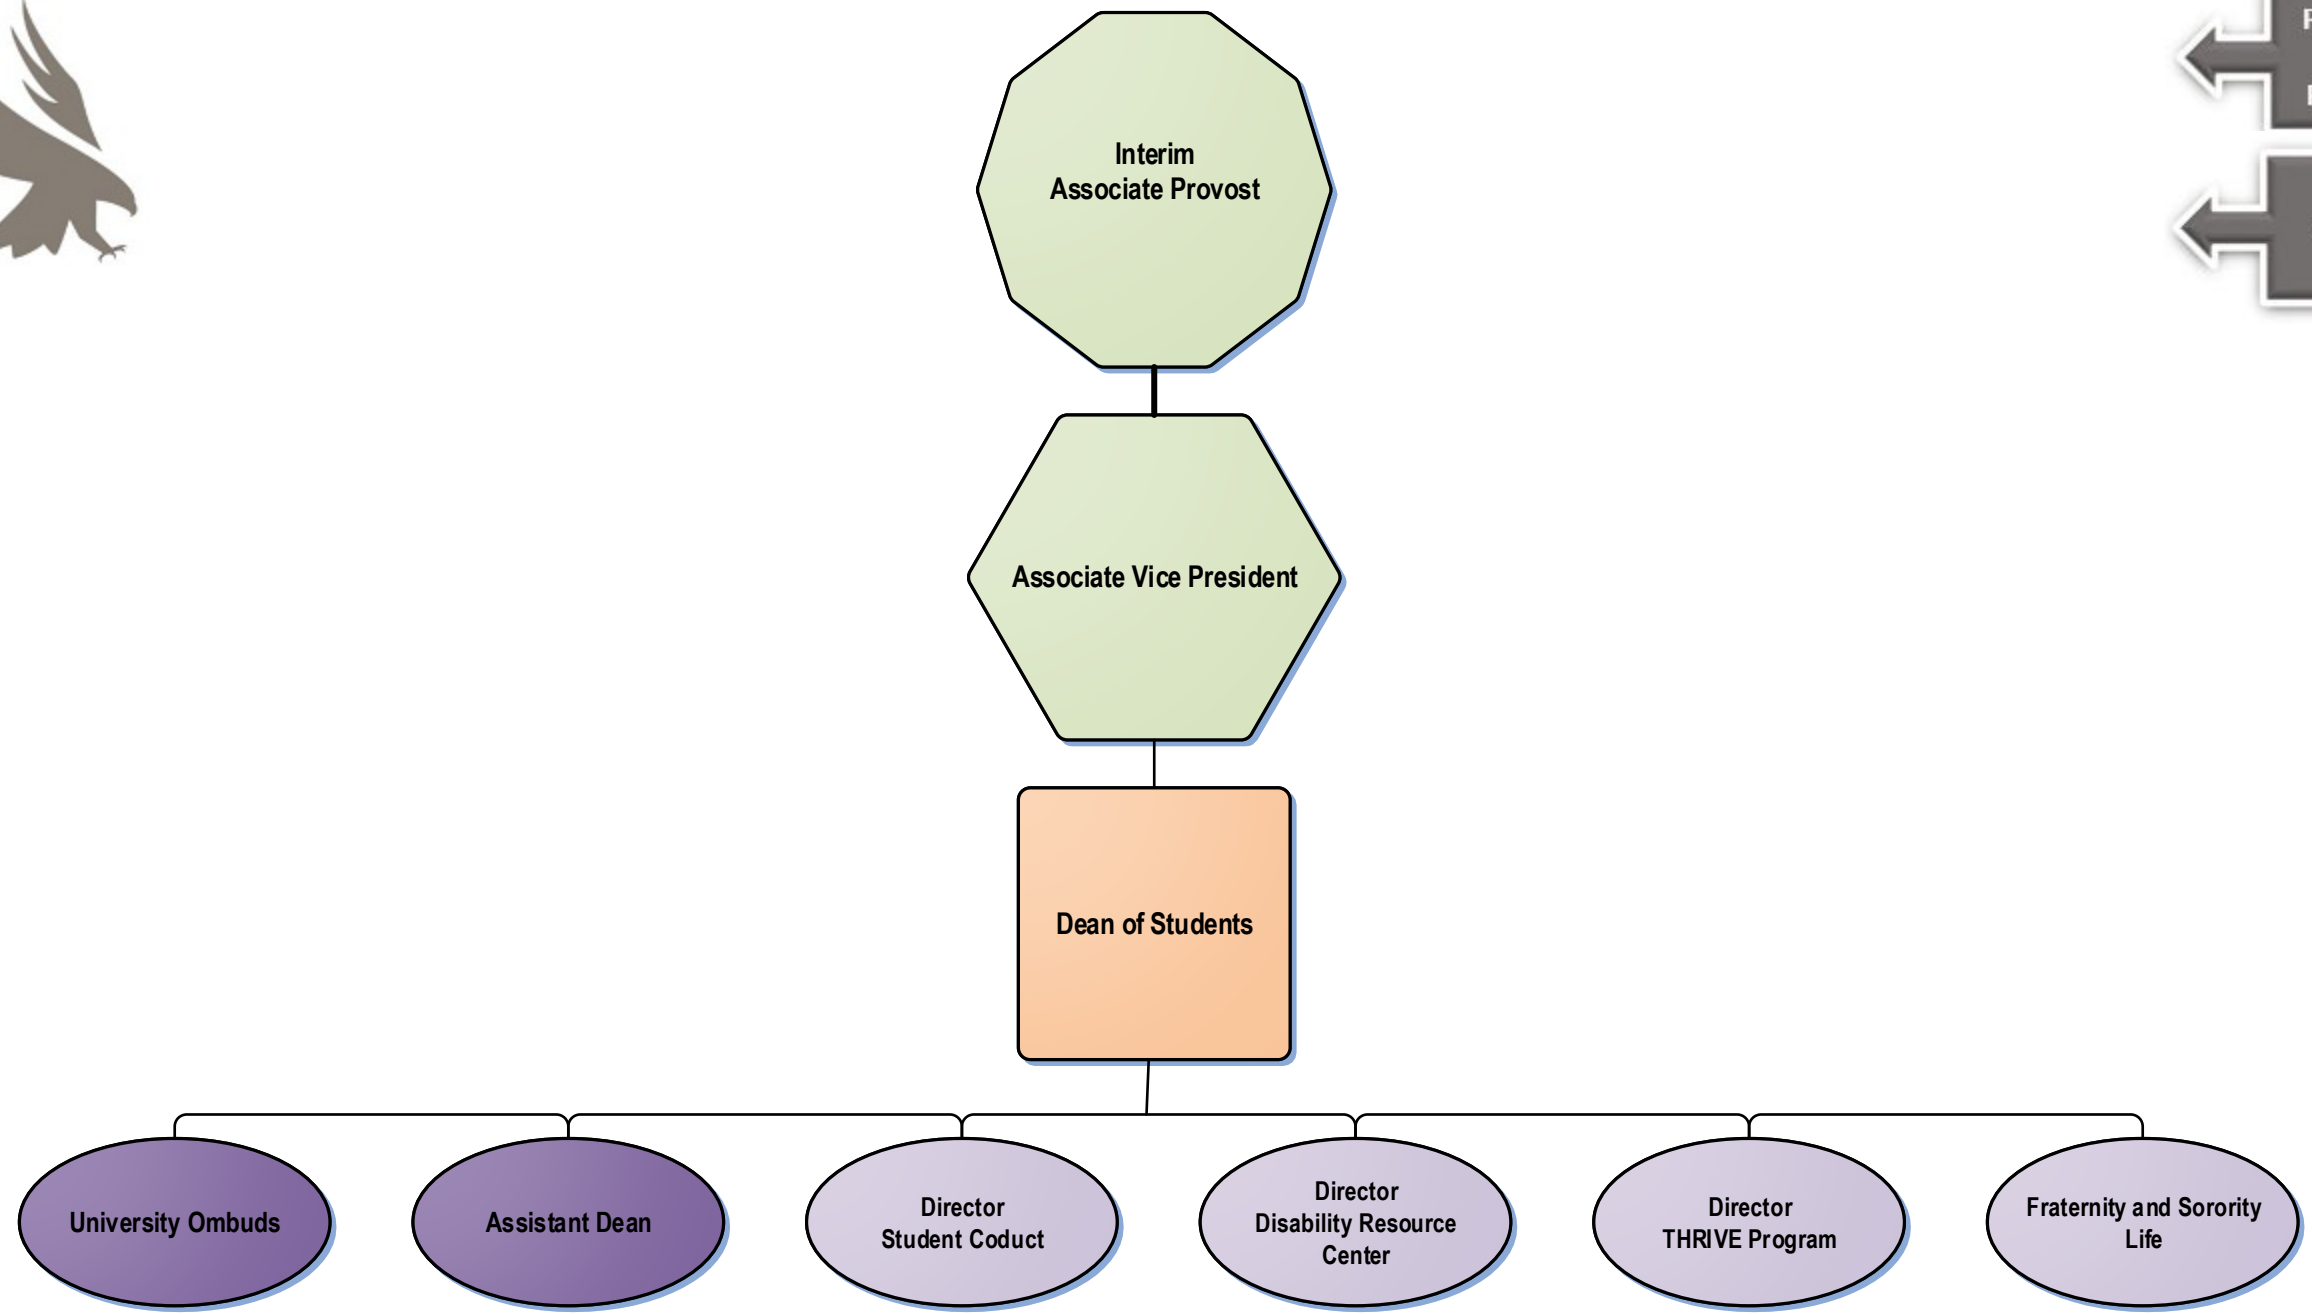 Interim
Associate Provost
Associate Vice President
Dean of Students
University Ombuds
Assistant Dean
Director
Student Coduct
Director
Disability Resource
Center
Director
THRIVE Program
Fraternity and Sorority
Life